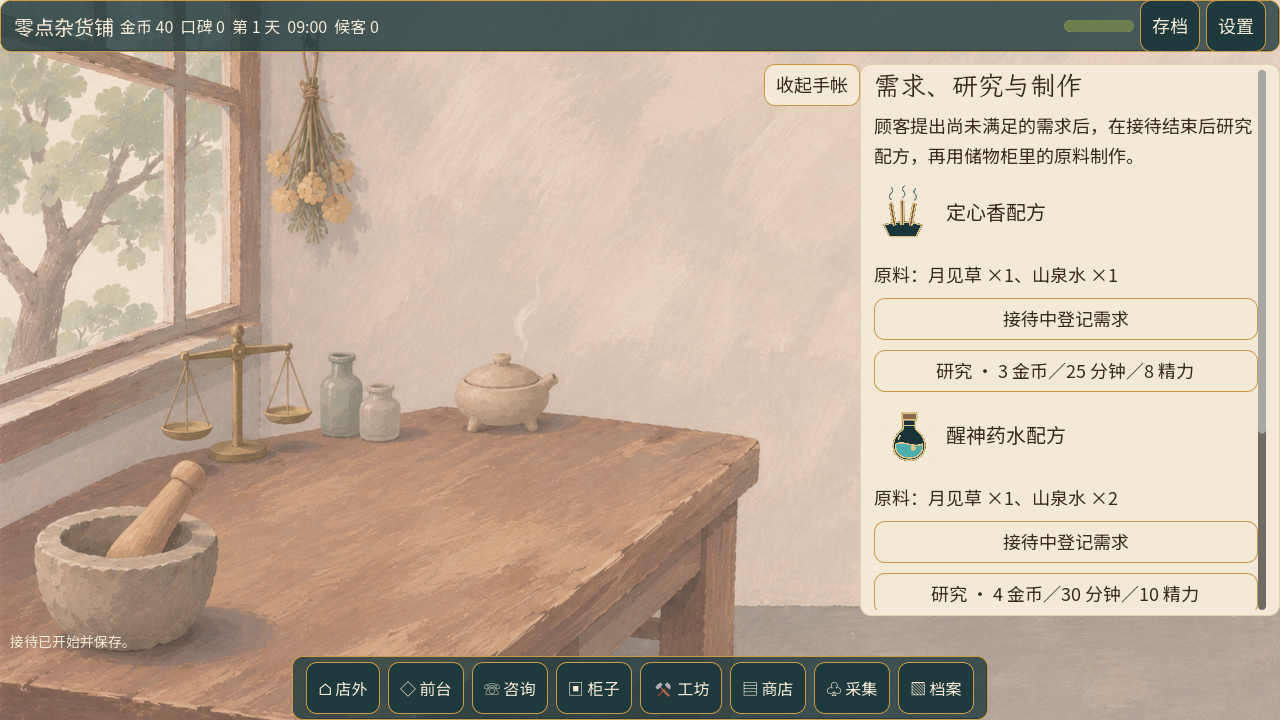 零点杂货铺 金币 40 口碑 0 第 1 天 09:00 候客 0
存档
设置
收起手帐
需求、研究与制作
顾客提出尚未满足的需求后，在接待结束后研究
配方，再用储物柜里的原料制作。
定心香配方
原料：月见草 ×1、山泉水 ×1
接待中登记需求
研究 · 3 金币／25 分钟／8 精力
醒神药水配方
原料：月见草 ×1、山泉水 ×2
接待中登记需求
研究 · 4 金币／30 分钟／10 精力
接待已开始并保存。
店外
前台
咨询
柜子
工坊
商店
采集
档案